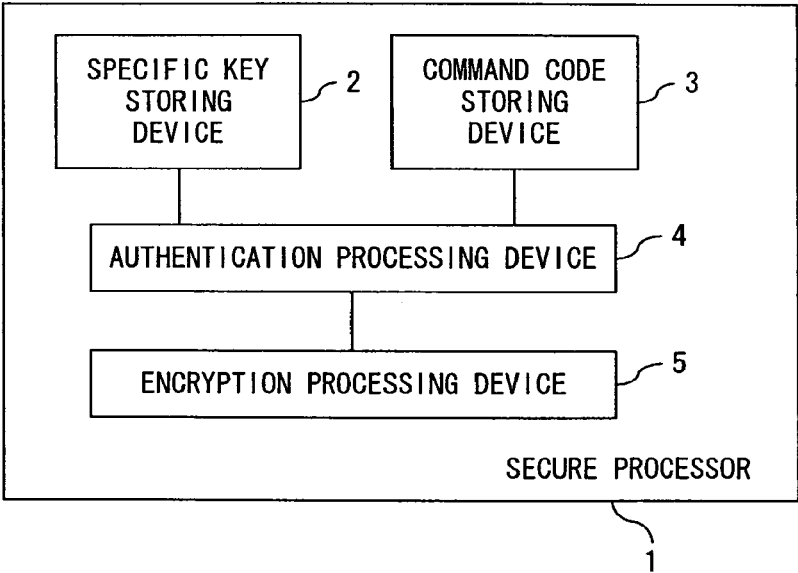 SPECIFIC KEY
STORING
DEVICE
2
COMMAND CODE
STORING
DEVICE
3
AUTHENTICATION PROCESSING DEVICE
4
ENCRYPTION PROCESSING DEVICE
5
SECURE PROCESSOR
1